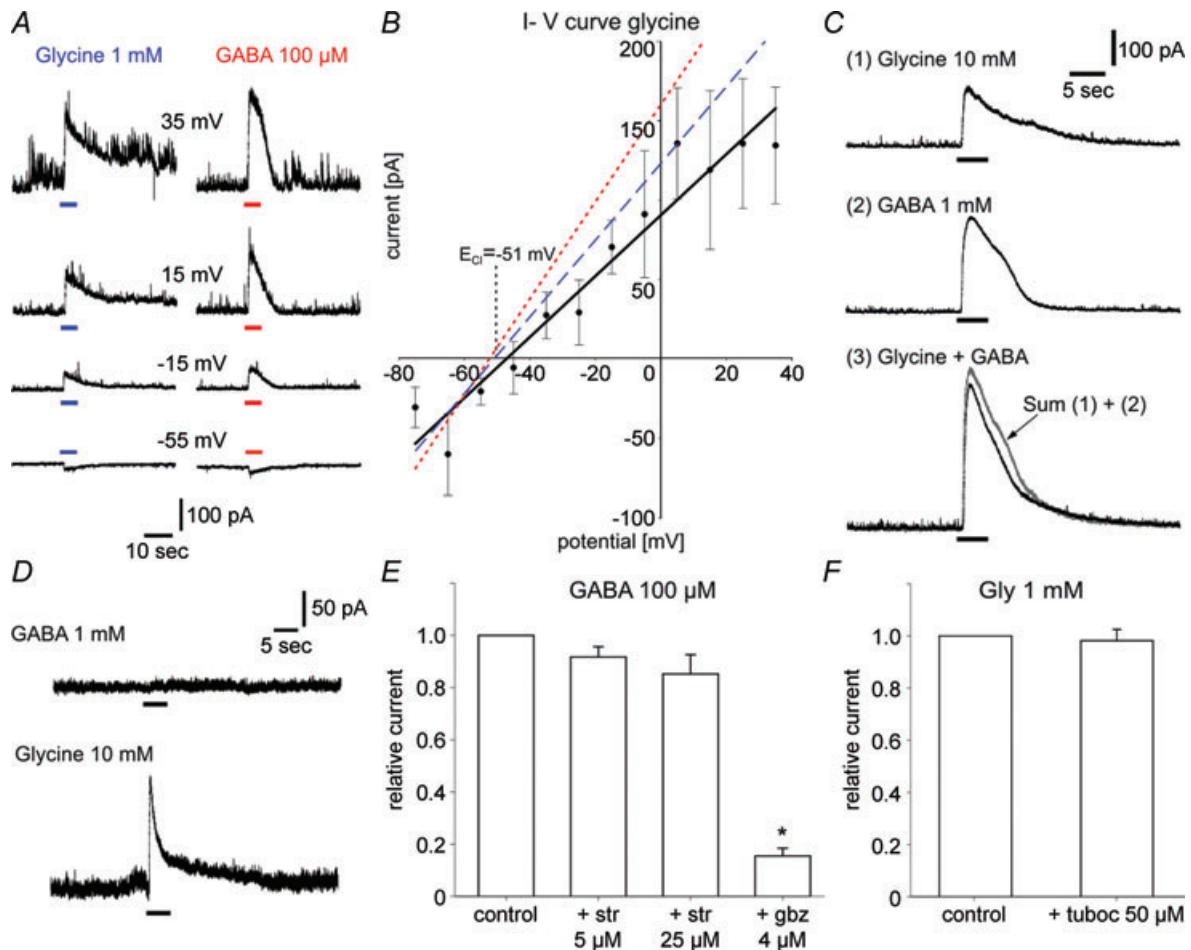 A
Glycine 1 mM
GABA 100 µM
35 mV
15 mV
-15 mV
-55 mV
100 pA
10 sec
B
I- V curve glycine
200
150
50
-50
-100
current [pA]
E_Cl=-51 mV
-80
-60
-40
-20
0
20
40
potential [mV]
C
100 pA
5 sec
(1) Glycine 10 mM
(2) GABA 1 mM
(3) Glycine + GABA
Sum (1) + (2)
D
50 pA
5 sec
GABA 1 mM
Glycine 10 mM
E
GABA 100 µM
relative current
1.0
0.8
0.6
0.4
0.2
0
*
control
+ str
5 µM
+ str
25 µM
+ gbz
4 µM
F
Gly 1 mM
relative current
1.0
0.8
0.6
0.4
0.2
0
control
+ tuboc 50 µM